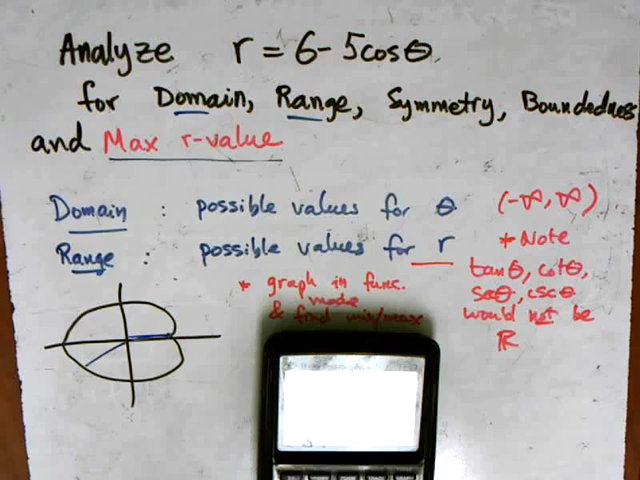 Analyze r = 6 - 5cosθ
for Domain, Range, Symmetry, Boundedness
and Max r-value
Domain : possible values for θ (-∞, ∞)
Range : possible values for r
* Note
tanθ, cotθ,
secθ, cscθ
would not be
ℝ
* graph in func.
mode
& find min/max